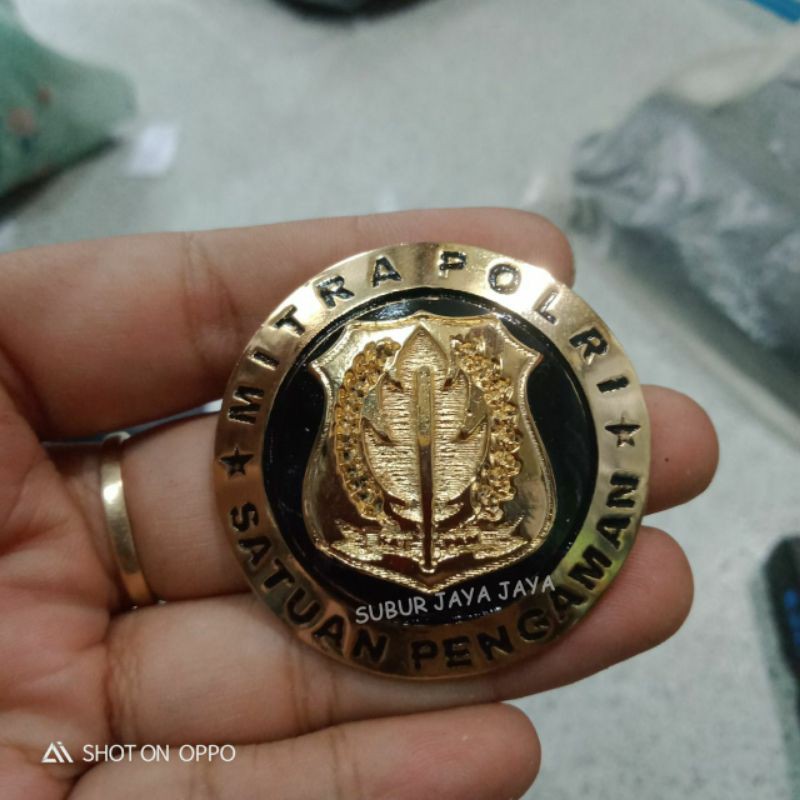 MITRA POLRI
SATUAN PENGAMAN
SUBUR JAYA JAYA
SHOT ON OPPO